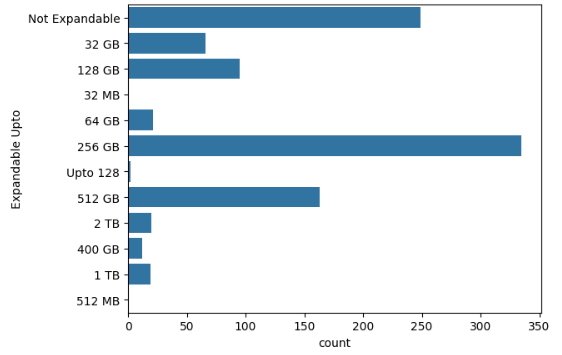 Not Expandable
32 GB
128 GB
32 MB
64 GB
256 GB
Upto 128
512 GB
2 TB
400 GB
1 TB
512 MB
Expandable Upto
0 50 100 150 200 250 300 350
count